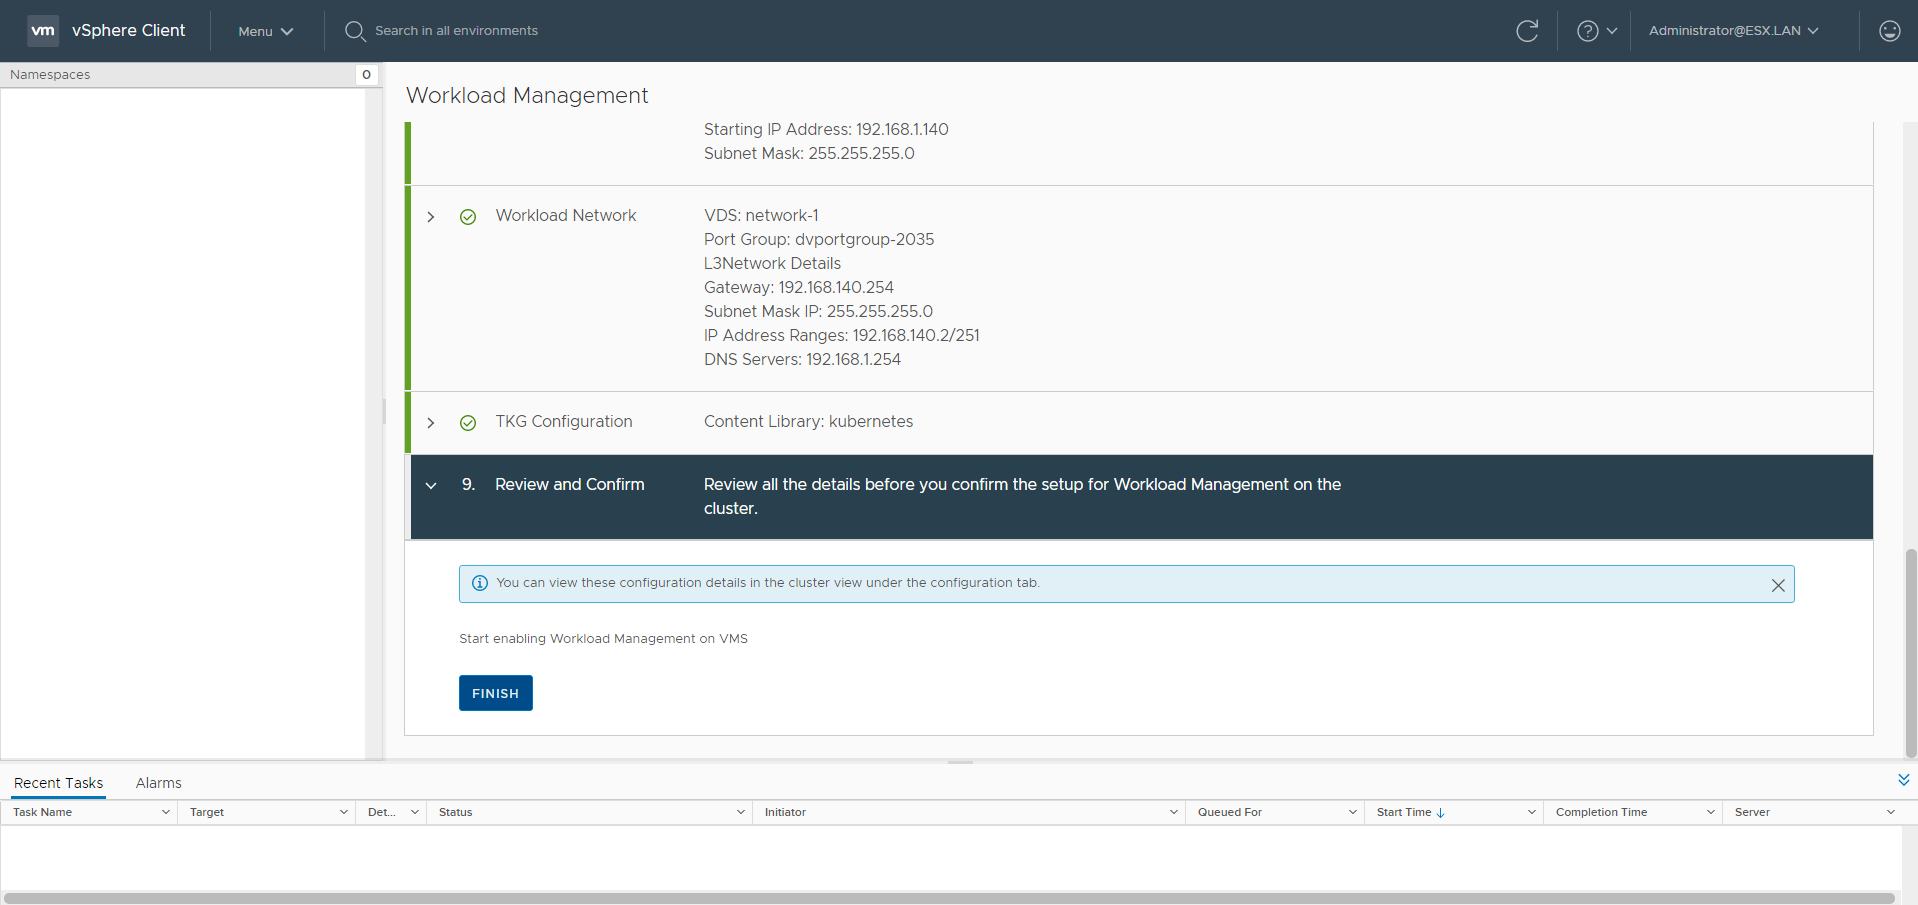 vm vSphere Client Menu Search in all environments ? Administrator@ESX.LAN
Namespaces 0
Workload Management
Starting IP Address: 192.168.1.140
Subnet Mask: 255.255.255.0
Workload Network
VDS: network-1
Port Group: dvportgroup-2035
L3Network Details
Gateway: 192.168.140.254
Subnet Mask IP: 255.255.255.0
IP Address Ranges: 192.168.140.2/251
DNS Servers: 192.168.1.254
TKG Configuration Content Library: kubernetes
9. Review and Confirm Review all the details before you confirm the setup for Workload Management on the
cluster.
You can view these configuration details in the cluster view under the configuration tab.
Start enabling Workload Management on VMS
FINISH
Recent Tasks Alarms
Task Name Target Det... Status Initiator Queued For Start Time Completion Time Server